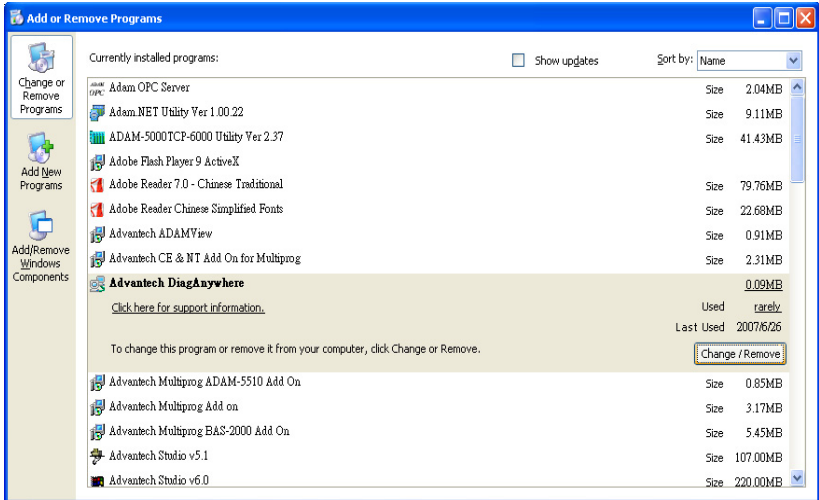 Add or Remove Programs
Currently installed programs: Show updates Sort by: Name
Change or
Remove
Programs
Add New
Programs
Add/Remove
Windows
Components
Adam OPC Server Size 2.04MB
Adam.NET Utility Ver 1.00.22 Size 9.11MB
ADAM-5000TCP-6000 Utility Ver 2.37 Size 41.43MB
Adobe Flash Player 9 ActiveX
Adobe Reader 7.0 - Chinese Traditional Size 79.76MB
Adobe Reader Chinese Simplified Fonts Size 22.68MB
Advantech ADAMView Size 0.91MB
Advantech CE & NT Add On for Multiprog Size 2.31MB
Advantech DiagAnywhere 0.09MB
Click here for support information. Used rarely
Last Used 2007/6/26
To change this program or remove it from your computer, click Change or Remove. Change / Remove
Advantech Multiprog ADAM-5510 Add On Size 0.85MB
Advantech Multiprog Add on Size 3.17MB
Advantech Multiprog BAS-2000 Add On Size 5.45MB
Advantech Studio v5.1 Size 107.00MB
Advantech Studio v6.0 Size 220.00MB